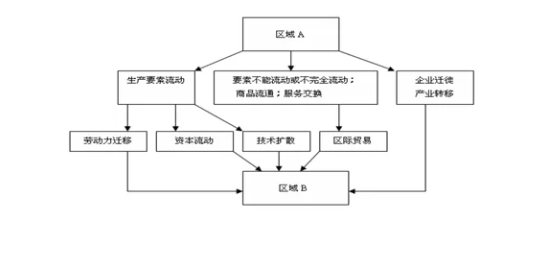 区域 A
生产要素流动
要素不能流动或不完全流动；
商品流通；服务交换
企业迁徙
产业转移
劳动力迁移
资本流动
技术扩散
区际贸易
区域 B